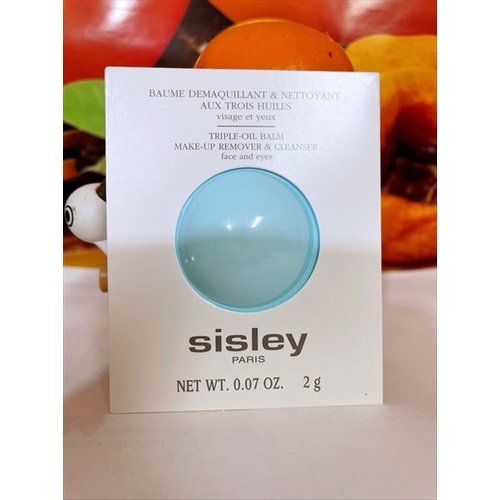 BAUME DEMAQUILLANT & NETTOYANT
AUX TROIS HUILES
visage et yeux
TRIPLE-OIL BALM
MAKE-UP REMOVER & CLEANSER
face and eyes
sisley
PARIS
NET WT. 0.07 OZ. 2 g